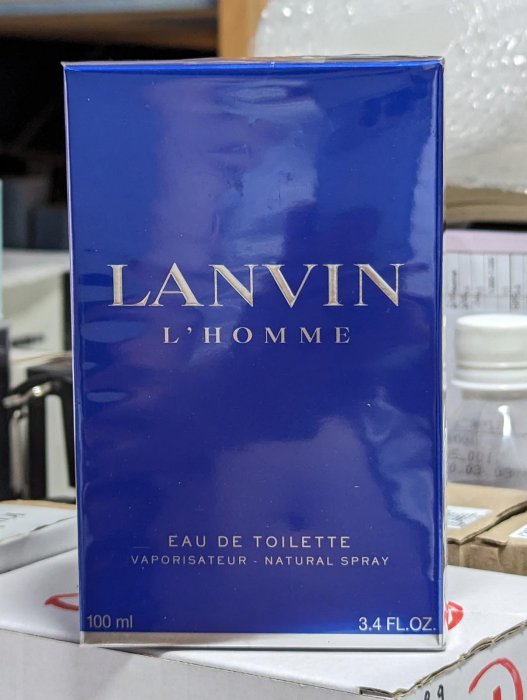 LANVIN
L'HOMME
EAU DE TOILETTE
VAPORISATEUR - NATURAL SPRAY
100 ml
3.4 FL.OZ.